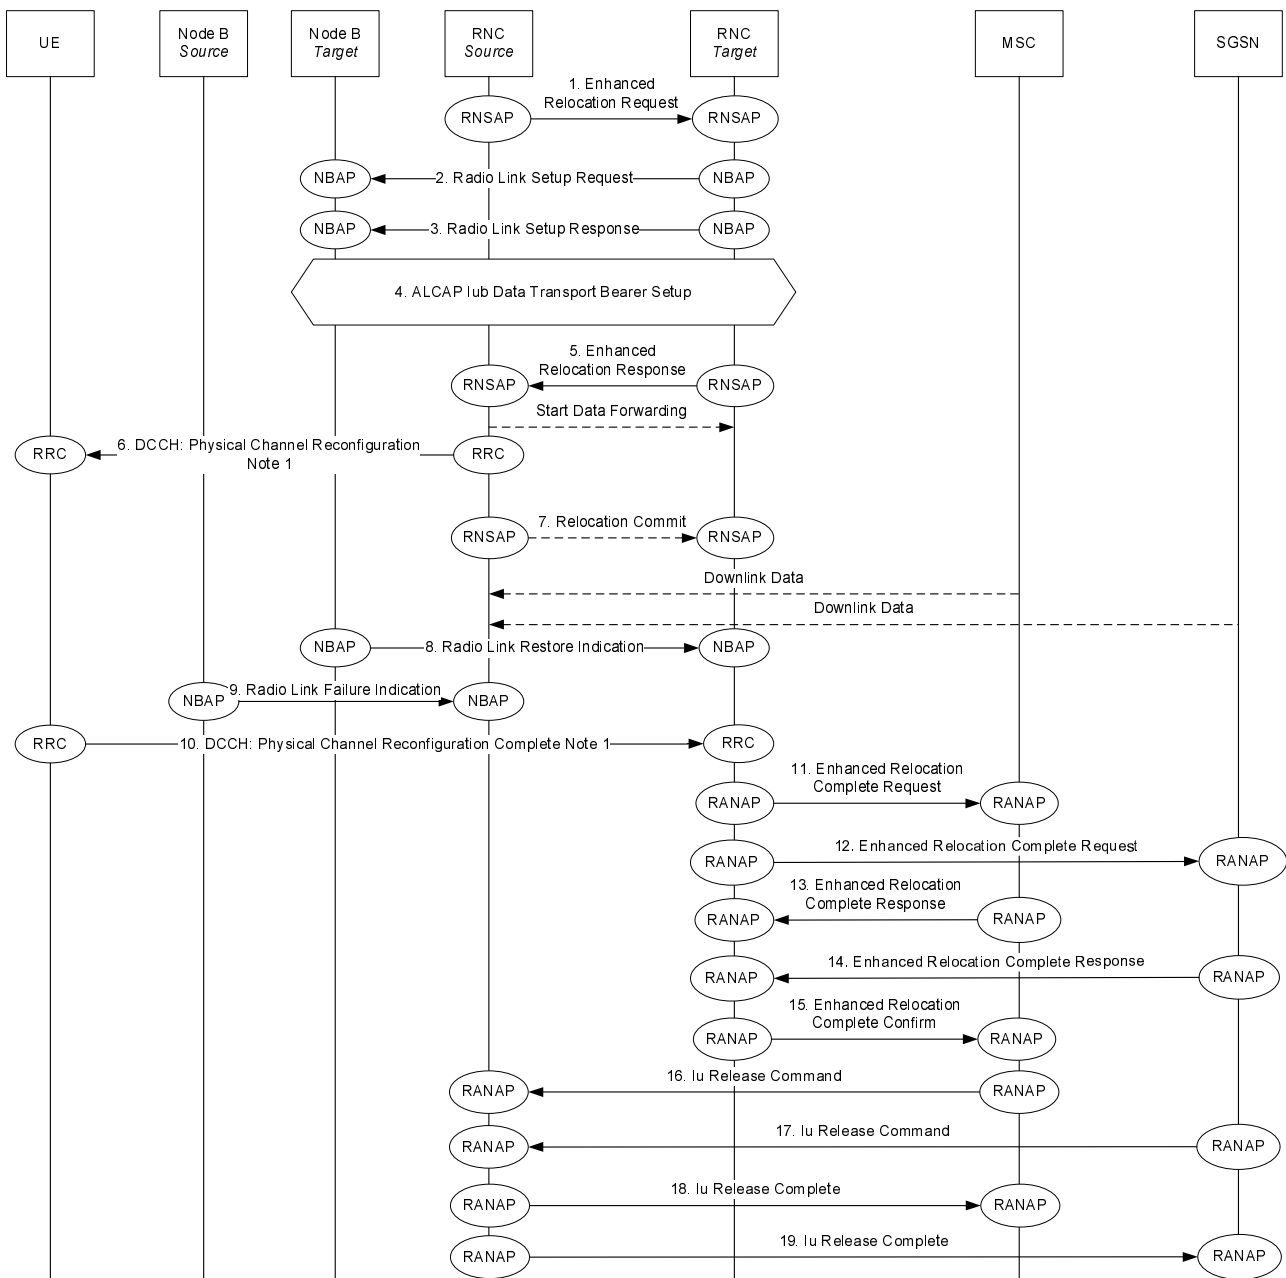 UE
Node B
Source
Node B
Target
RNC
Source
RNC
Target
MSC
SGSN
1. Enhanced
Relocation Request
RNSAP
RNSAP
NBAP
2. Radio Link Setup Request
NBAP
NBAP
3. Radio Link Setup Response
NBAP
4. ALCAP Iub Data Transport Bearer Setup
5. Enhanced
Relocation Response
RNSAP
RNSAP
Start Data Forwarding
RRC
6. DCCH: Physical Channel Reconfiguration
Note 1
RRC
RNSAP
7. Relocation Commit
RNSAP
Downlink Data
Downlink Data
NBAP
8. Radio Link Restore Indication
NBAP
NBAP
9. Radio Link Failure Indication
NBAP
RRC
10. DCCH: Physical Channel Reconfiguration Complete Note 1
RRC
11. Enhanced Relocation
Complete Request
RANAP
RANAP
12. Enhanced Relocation Complete Request
RANAP
RANAP
13. Enhanced Relocation
Complete Response
RANAP
RANAP
14. Enhanced Relocation Complete Response
RANAP
RANAP
15. Enhanced Relocation
Complete Confirm
RANAP
RANAP
16. Iu Release Command
RANAP
RANAP
17. Iu Release Command
RANAP
RANAP
18. Iu Release Complete
RANAP
RANAP
19. Iu Release Complete
RANAP
RANAP